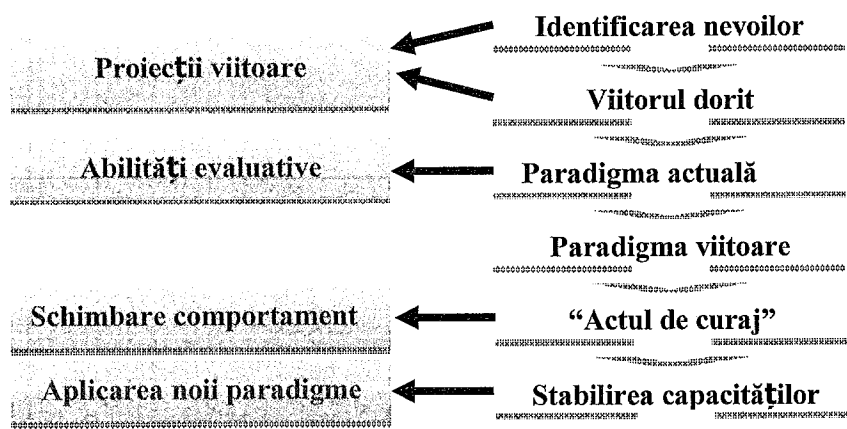 Identificarea nevoilor
Proiecții viitoare
Viitorul dorit
Abilități evaluative
Paradigma actuală
Paradigma viitoare
Schimbare comportament
“Actul de curaj”
Aplicarea noii paradigme
Stabilirea capacităților